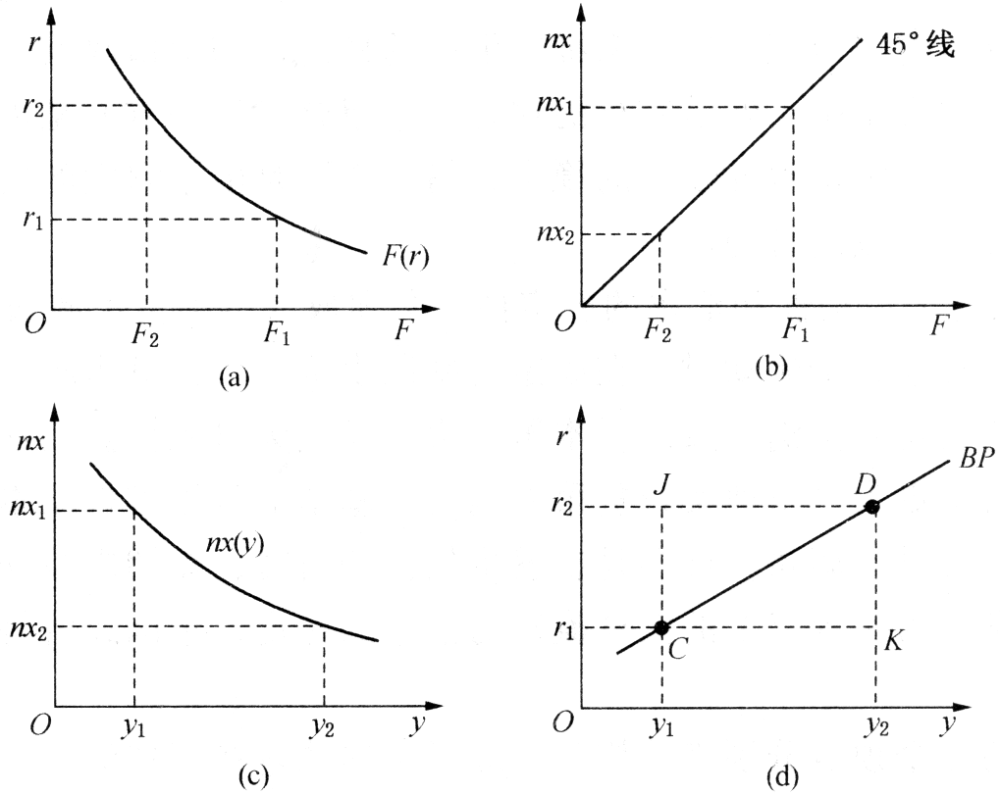 r
r₂
r₁
F(r)
O
F₂
F₁
F
(a)
nx
45°线
nx₁
nx₂
O
F₂
F₁
F
(b)
nx
nx₁
nx(y)
nx₂
O
y₁
y₂
y
(c)
r
BP
r₂
J
D
r₁
C
K
O
y₁
y₂
y
(d)